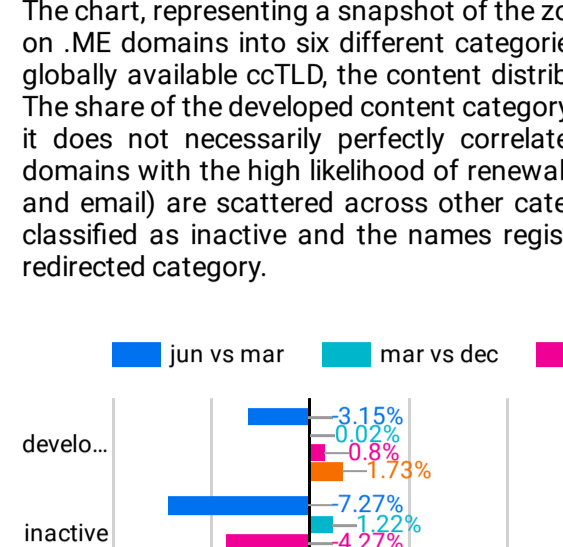 The chart, representing a snapshot of the zo
on .ME domains into six different categorie
globally available ccTLD, the content distrib
The share of the developed content category
it does not necessarily perfectly correlate
domains with the high likelihood of renewal
and email) are scattered across other cate
classified as inactive and the names regis
redirected category.
jun vs mar mar vs dec
-3.15%
0.02%
develo...
0.8%
1.73%
-7.27%
1.22%
inactive
-4.27%